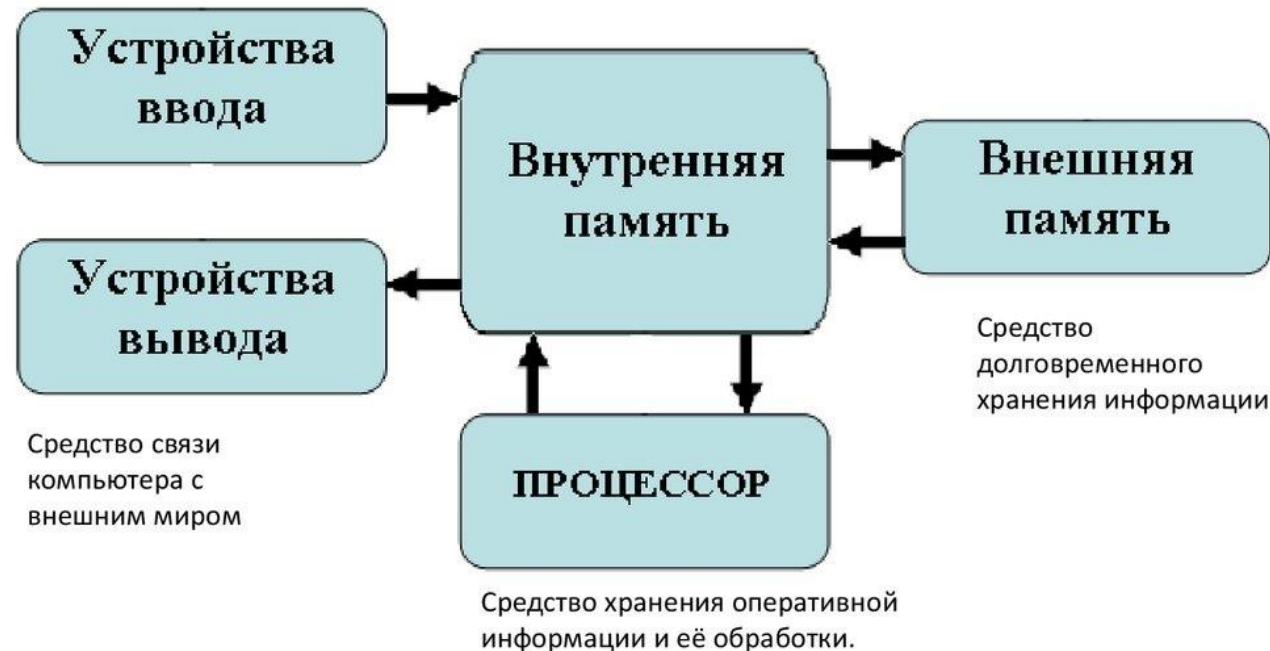 Устройства
ввода
Внутренняя
память
Внешняя
память
Устройства
вывода
Средство
долговременного
хранения информации
Средство связи
компьютера с
внешним миром
ПРОЦЕССОР
Средство хранения оперативной
информации и её обработки.